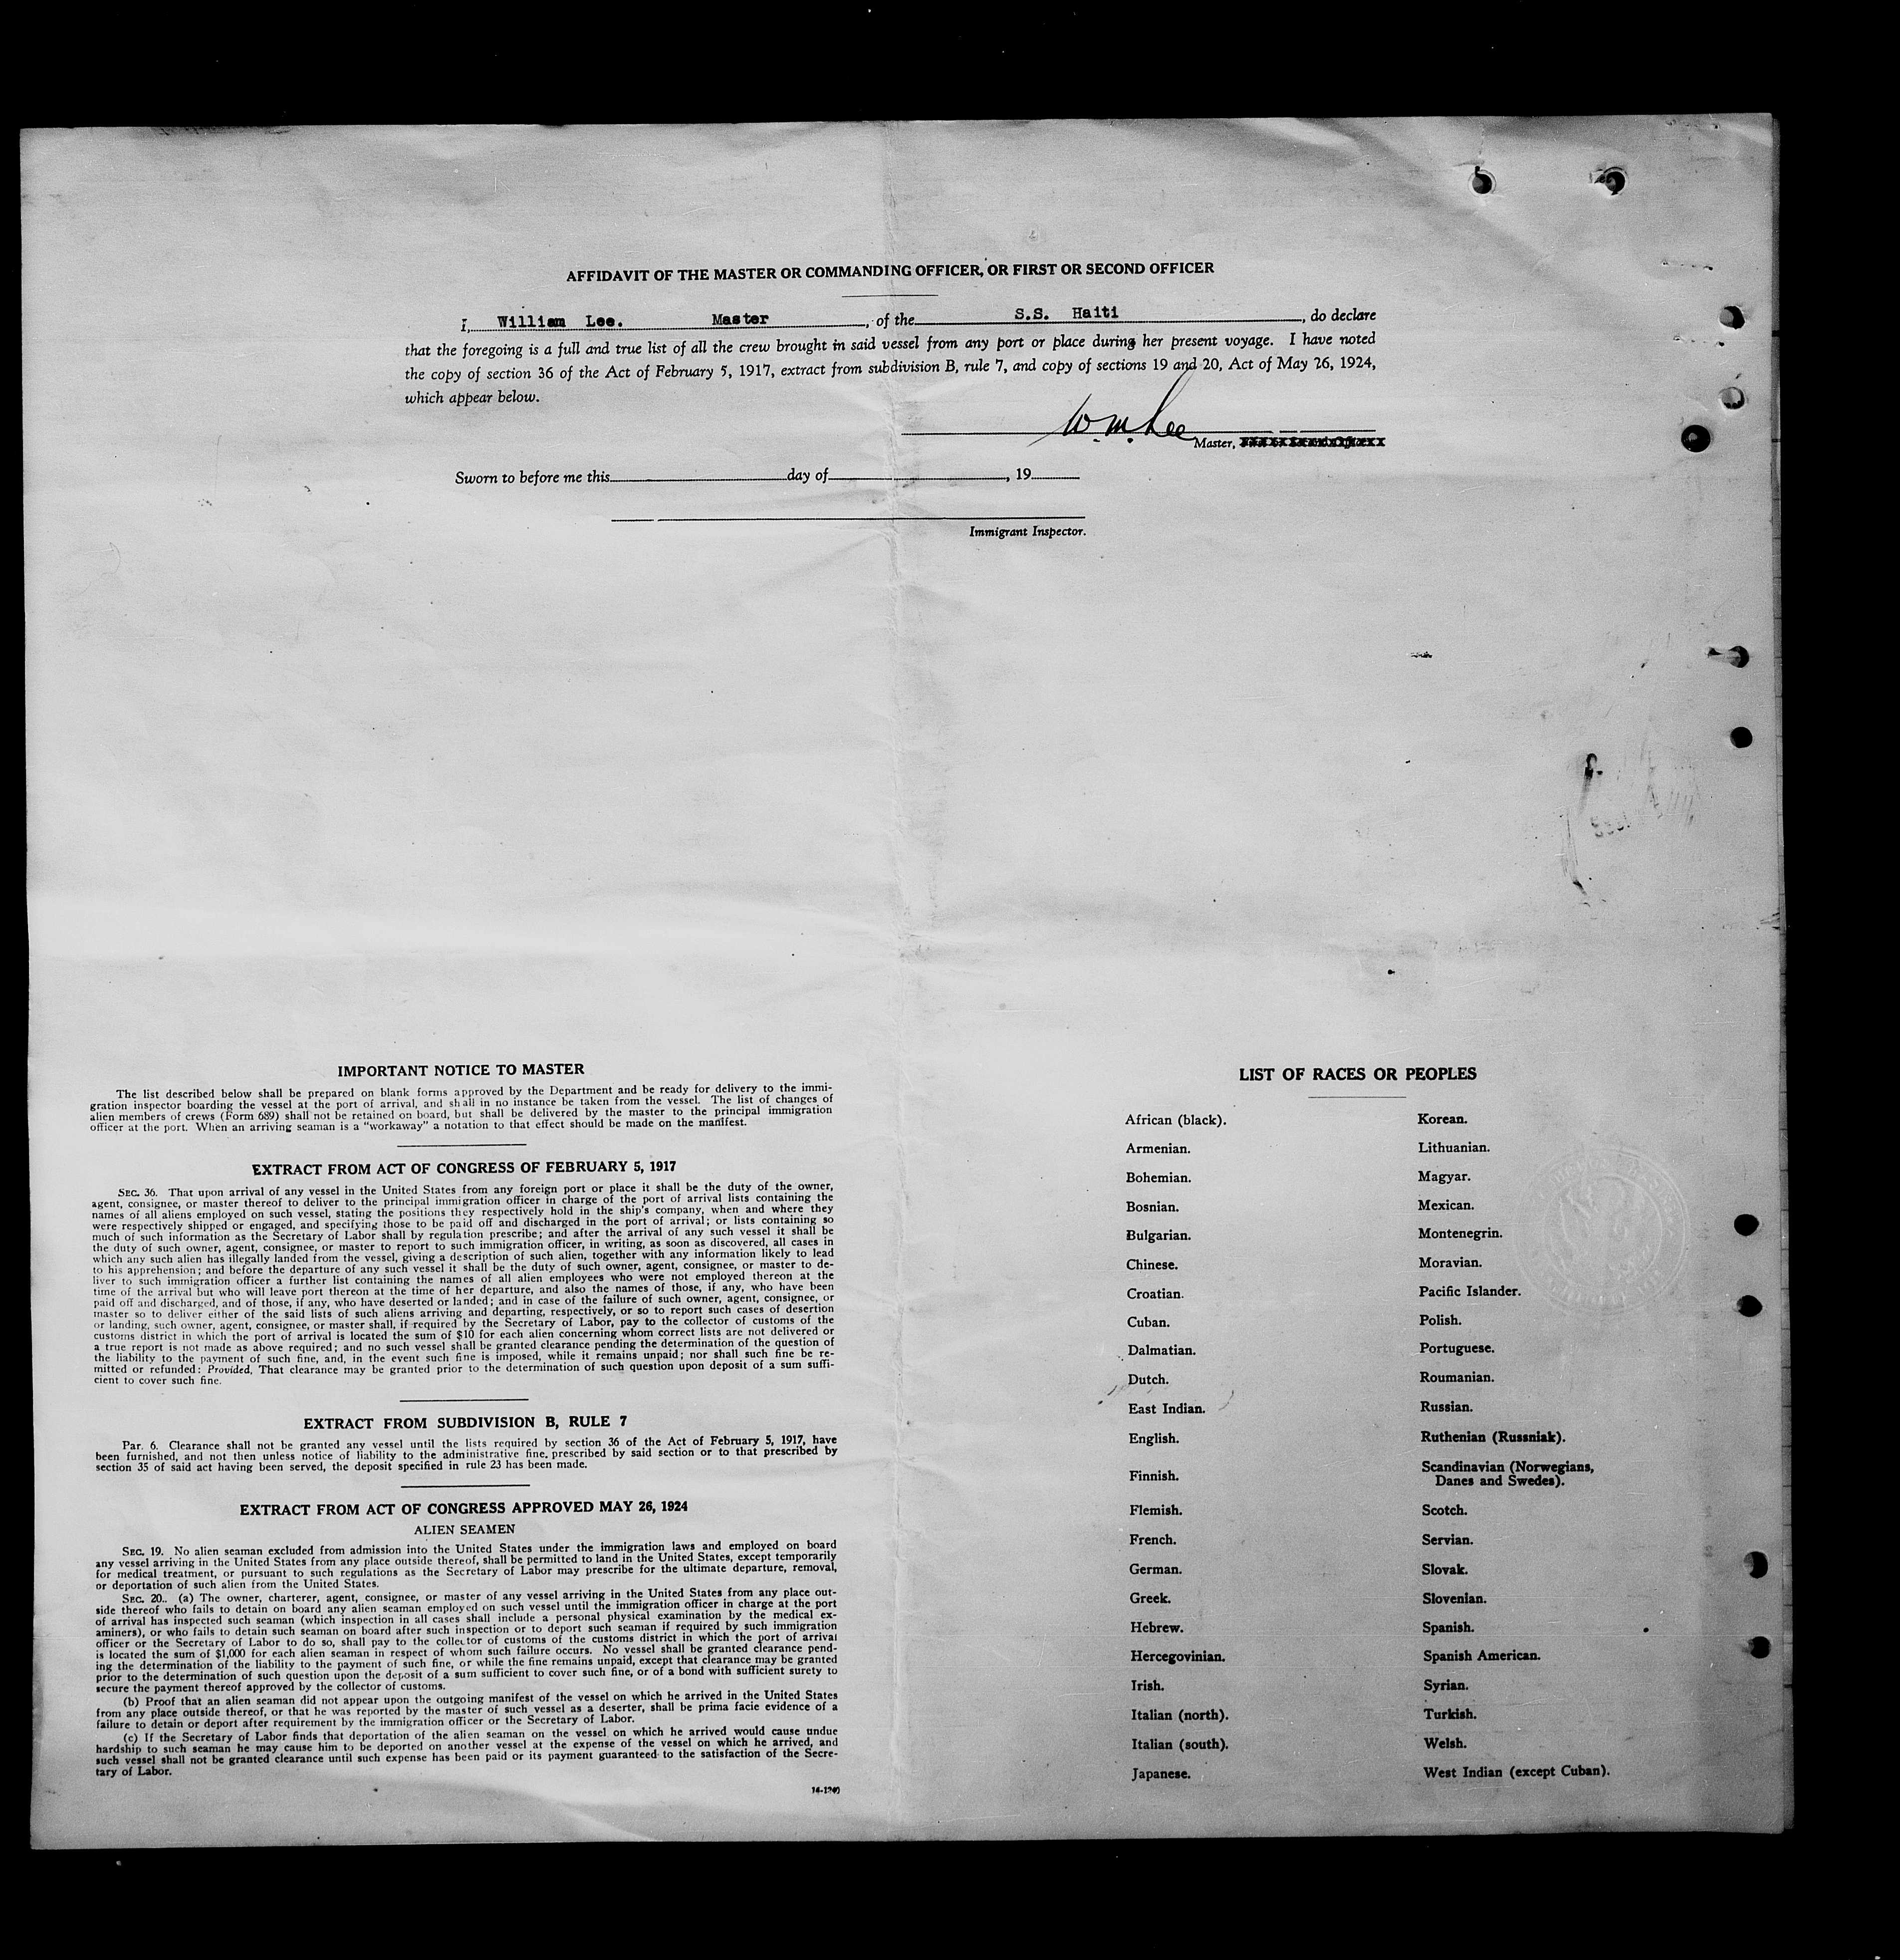 AFFIDAVIT OF THE MASTER OR COMMANDING OFFICER, OR FIRST OR SECOND OFFICER
I, William Lee. Master, of the S.S. Haiti, do declare
that the foregoing is a full and true list of all the crew brought in said vessel from any port or place during her present voyage. I have noted
the copy of section 36 of the Act of February 5, 1917, extract from subdivision B, rule 7, and copy of sections 19 and 20, Act of May 26, 1924,
which appear below.
W. M. Lee
Master,
Sworn to before me this day of , 19
Immigrant Inspector.
IMPORTANT NOTICE TO MASTER
The list described below shall be prepared on blank forms approved by the Department and be ready for delivery to the immi-
gration inspector boarding the vessel at the port of arrival, and shall in no instance be taken from the vessel. The list of changes of
alien members of crews (Form 689) shall not be retained on board, but shall be delivered by the master to the principal immigration
officer at the port. When an arriving seaman is a "workaway" a notation to that effect should be made on the manifest.
EXTRACT FROM ACT OF CONGRESS OF FEBRUARY 5, 1917
SEC. 36. That upon arrival of any vessel in the United States from any foreign port or place it shall be the duty of the owner,
agent, consignee, or master thereof to deliver to the principal immigration officer in charge of the port of arrival lists containing the
names of all aliens employed on such vessel, stating the positions they respectively hold in the ship's company, when and where they
were respectively shipped or engaged, and specifying those to be paid off and discharged in the port of arrival; or lists containing so
much of such information as the Secretary of Labor shall by regulation prescribe; and after the arrival of any such vessel it shall be
the duty of such owner, agent, consignee, or master to report to such immigration officer, in writing, as soon as discovered, all cases in
which any such alien has illegally landed from the vessel, giving a description of such alien, together with any information likely to lead
to his apprehension; and before the departure of any such vessel it shall be the duty of such owner, agent, consignee, or master to de-
liver to such immigration officer a further list containing the names of all alien employees who were not employed thereon at the
time of the arrival but who will leave port thereon at the time of her departure, and also the names of those, if any, who have been
paid off and discharged, and of those, if any, who have deserted or landed; and in case of the failure of such owner, agent, consignee, or
master so to deliver either of the said lists of such aliens arriving and departing, respectively, or so to report such cases of desertion
or landing, such owner, agent, consignee, or master shall, if required by the Secretary of Labor, pay to the collector of customs of the
customs district in which the port of arrival is located the sum of $10 for each alien concerning whom correct lists are not delivered or
a true report is not made as above required; and no such vessel shall be granted clearance pending the determination of the question of
the liability to the payment of such fine, and, in the event such fine is imposed, while it remains unpaid; nor shall such fine be re-
mitted or refunded: Provided, That clearance may be granted prior to the determination of such question upon deposit of a sum suffi-
cient to cover such fine.
EXTRACT FROM SUBDIVISION B, RULE 7
Par. 6. Clearance shall not be granted any vessel until the lists required by section 36 of the Act of February 5, 1917, have
been furnished, and not then unless notice of liability to the administrative fine prescribed by said section or to that prescribed by
section 35 of said act having been served, the deposit specified in rule 23 has been made.
EXTRACT FROM ACT OF CONGRESS APPROVED MAY 26, 1924
ALIEN SEAMEN
SEC. 19. No alien seaman excluded from admission into the United States under the immigration laws and employed on board
any vessel arriving in the United States from any place outside thereof, shall be permitted to land in the United States, except temporarily
for medical treatment, or pursuant to such regulations as the Secretary of Labor may prescribe for the ultimate departure, removal,
or deportation of such alien from the United States.
SEC. 20.. (a) The owner, charterer, agent, consignee, or master of any vessel arriving in the United States from any place out-
side thereof who fails to detain on board any alien seaman employed on such vessel until the immigration officer in charge at the port
of arrival has inspected such seaman (which inspection in all cases shall include a personal physical examination by the medical ex-
aminers), or who fails to detain such seaman on board after such inspection or to deport such seaman if required by such immigration
officer or the Secretary of Labor to do so, shall pay to the collector of customs of the customs district in which the port of arrival
is located the sum of $1,000 for each alien seaman in respect of whom such failure occurs. No vessel shall be granted clearance pend-
ing the determination of the liability to the payment of such fine, or while the fine remains unpaid, except that clearance may be granted
prior to the determination of such question upon the deposit of a sum sufficient to cover such fine, or of a bond with sufficient surety to
secure the payment thereof approved by the collector of customs.
(b) Proof that an alien seaman did not appear upon the outgoing manifest of the vessel on which he arrived in the United States
from any place outside thereof, or that he was reported by the master of such vessel as a deserter, shall be prima facie evidence of a
failure to detain or deport after requirement by the immigration officer or the Secretary of Labor.
(c) If the Secretary of Labor finds that deportation of the alien seaman on the vessel on which he arrived would cause undue
hardship to such seaman he may cause him to be deported on another vessel at the expense of the vessel on which he arrived, and
such vessel shall not be granted clearance until such expense has been paid or its payment guaranteed to the satisfaction of the Secre-
tary of Labor.
LIST OF RACES OR PEOPLES
African (black).
Armenian.
Bohemian.
Bosnian.
Bulgarian.
Chinese.
Croatian.
Cuban.
Dalmatian.
Dutch.
East Indian.
English.
Finnish.
Flemish.
French.
German.
Greek.
Hebrew.
Hercegovinian.
Irish.
Italian (north).
Italian (south).
Japanese.
Korean.
Lithuanian.
Magyar.
Mexican.
Montenegrin.
Moravian.
Pacific Islander.
Polish.
Portuguese.
Roumanian.
Russian.
Ruthenian (Russniak).
Scandinavian (Norwegians,
Danes and Swedes).
Scotch.
Servian.
Slovak.
Slovenian.
Spanish.
Spanish American.
Syrian.
Turkish.
Welsh.
West Indian (except Cuban).